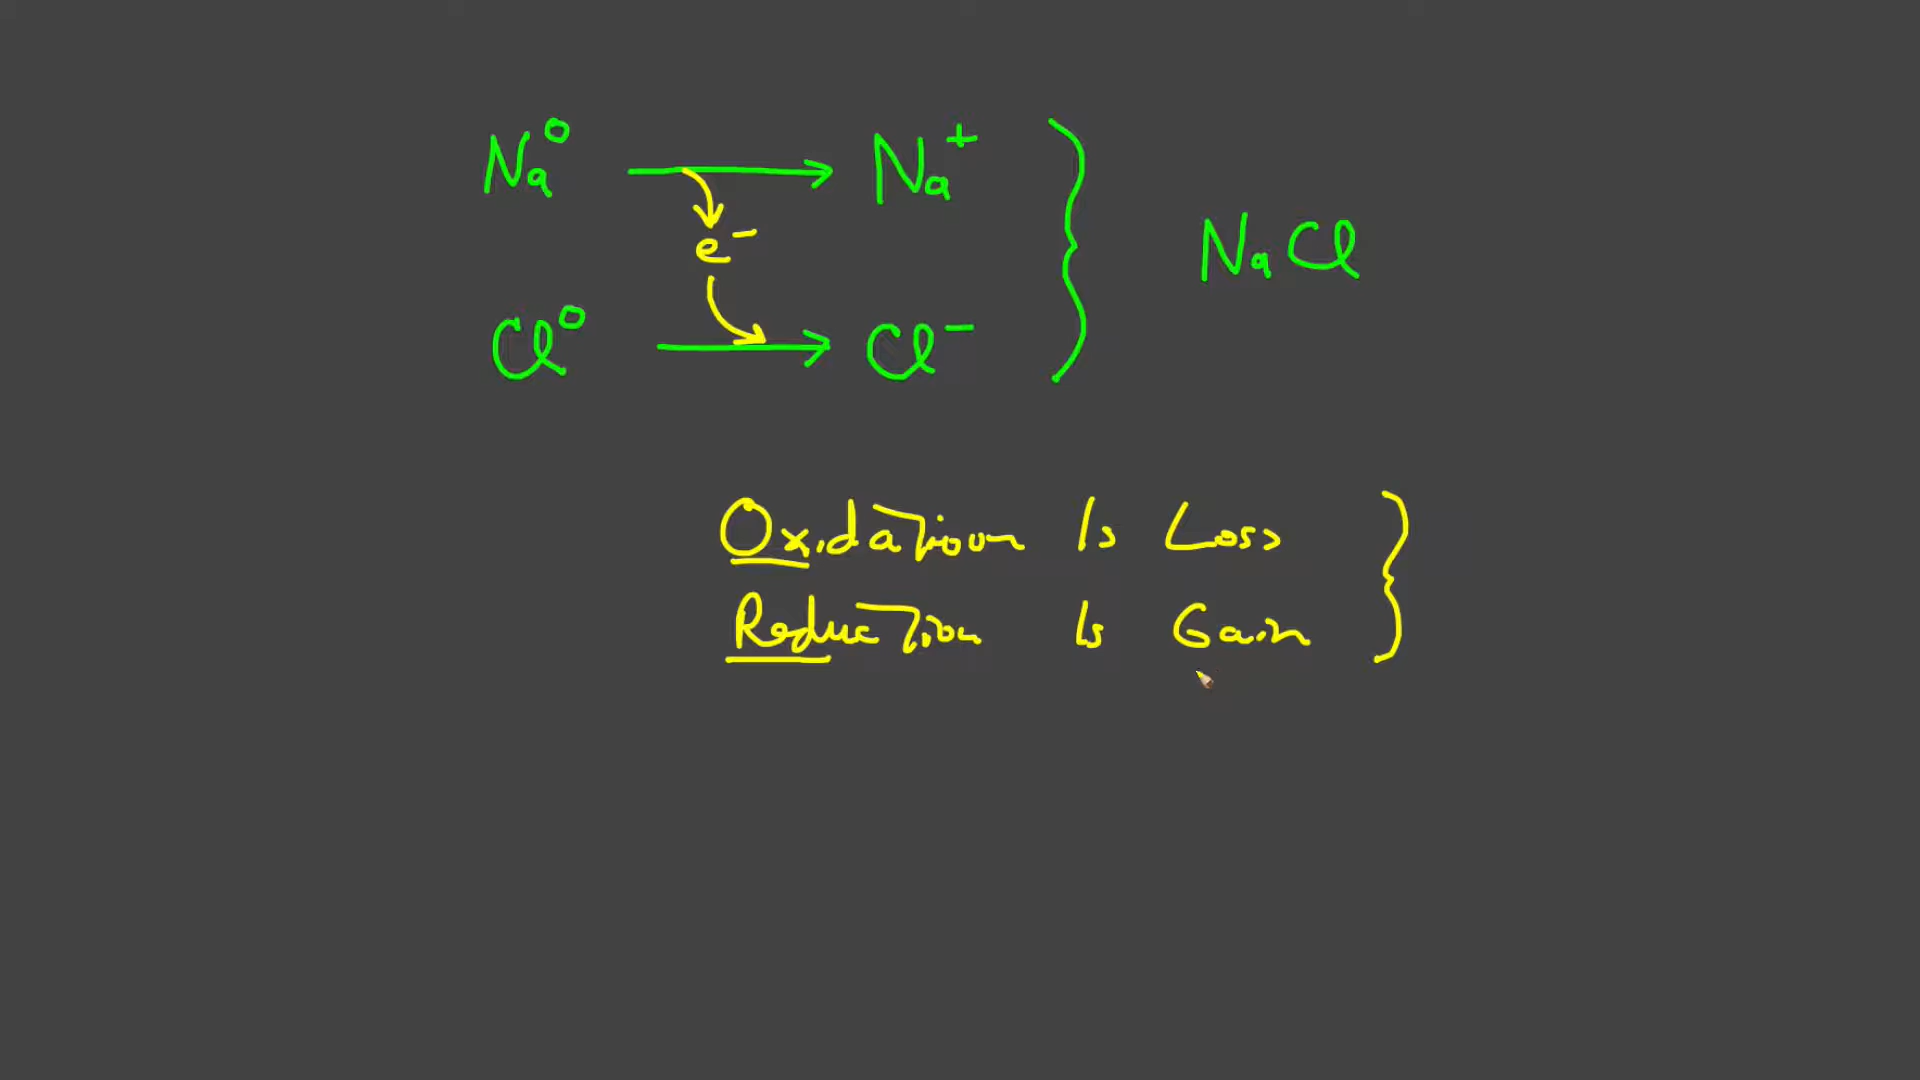 Na⁰ → Na⁺
e⁻
NaCl
Cl⁰ → Cl⁻
Oxidation Is Loss
Reduction Is Gain